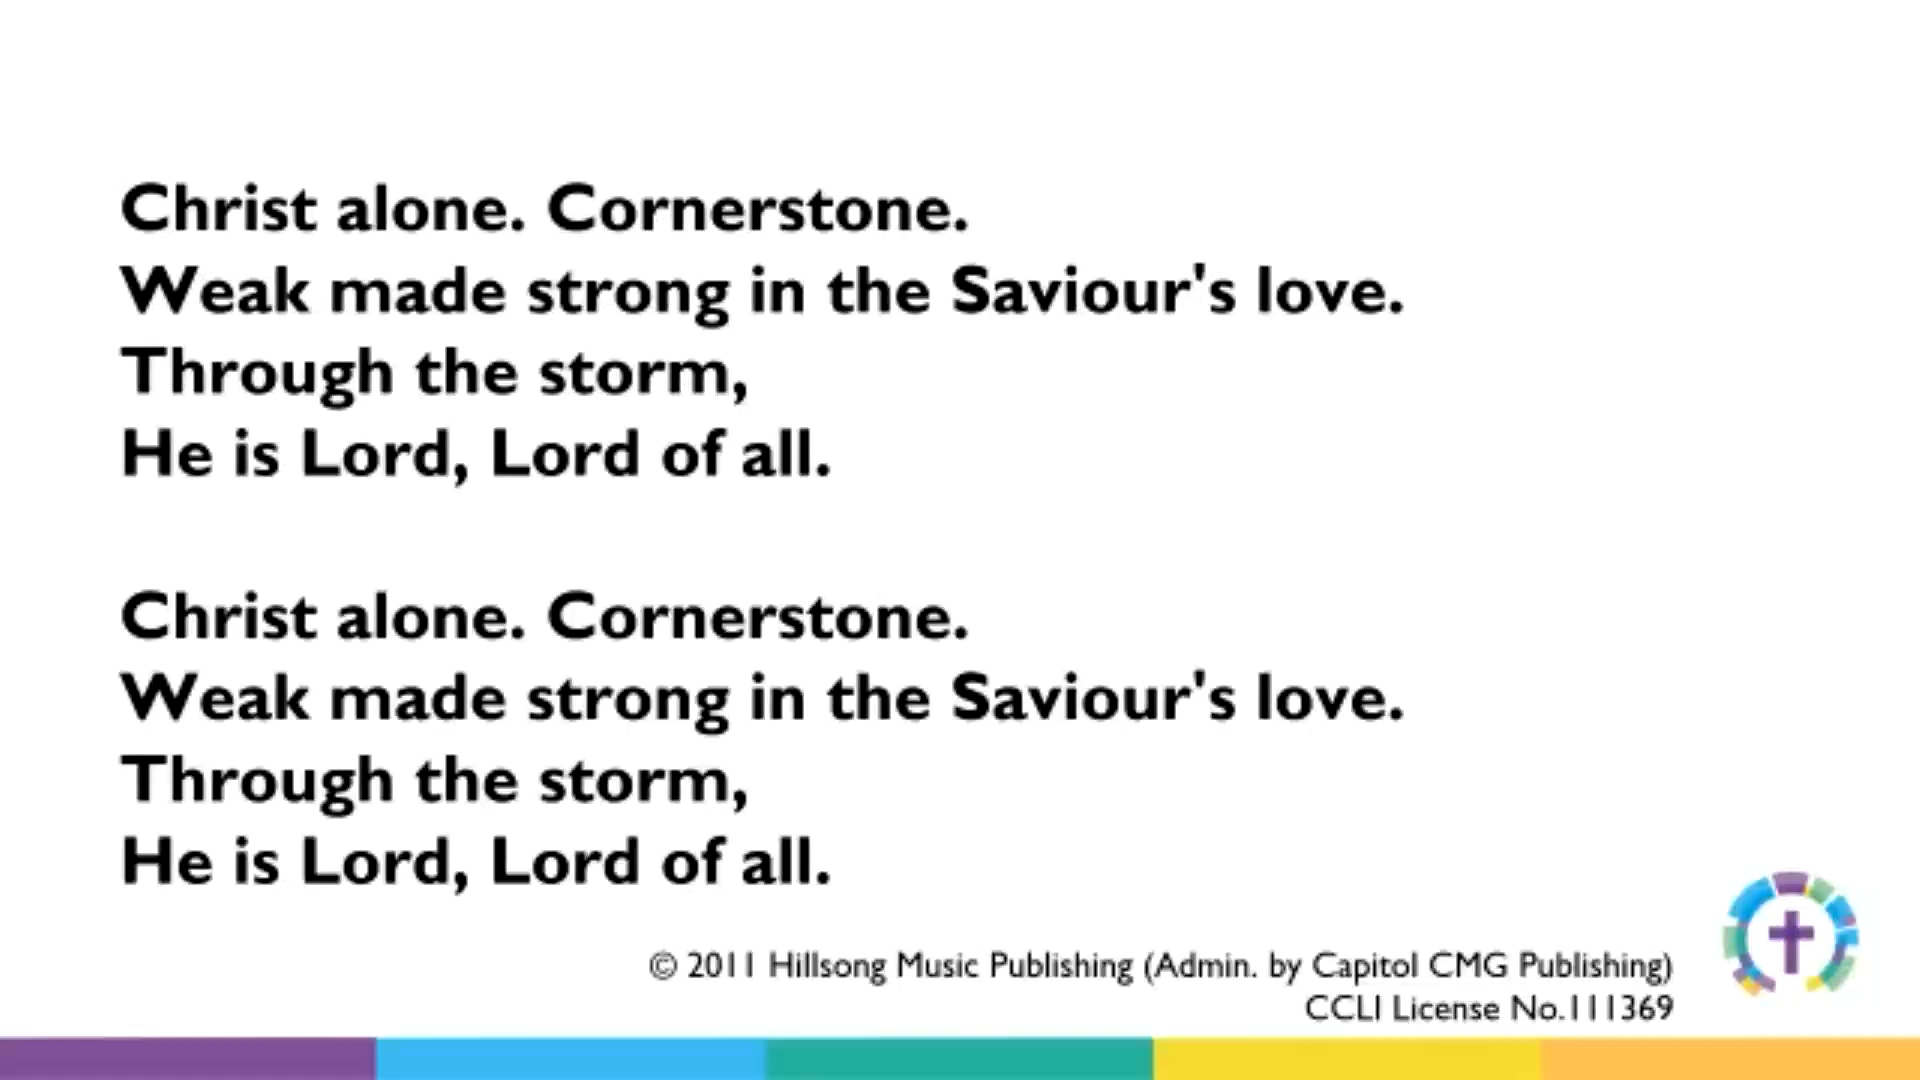 Christ alone. Cornerstone.
Weak made strong in the Saviour's love.
Through the storm,
He is Lord, Lord of all.
Christ alone. Cornerstone.
Weak made strong in the Saviour's love.
Through the storm,
He is Lord, Lord of all.
© 2011 Hillsong Music Publishing (Admin. by Capitol CMG Publishing)
CCLI License No.111369